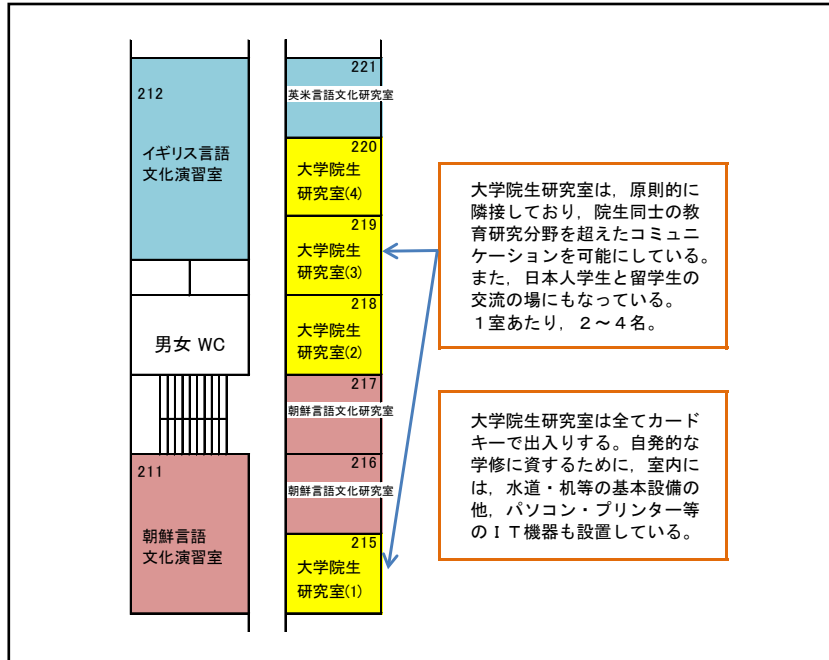 212
イギリス言語
文化演習室
男女 WC
211
朝鮮言語
文化演習室
221
英米言語文化研究室
220
大学院生
研究室(4)
219
大学院生
研究室(3)
218
大学院生
研究室(2)
217
朝鮮言語文化研究室
216
朝鮮言語文化研究室
215
大学院生
研究室(1)
大学院生研究室は，原則的に
隣接しており，院生同士の教
育研究分野を超えたコミュニ
ケーションを可能にしている。
また，日本人学生と留学生の
交流の場にもなっている。
１室あたり，２～４名。
大学院生研究室は全てカード
キーで出入りする。自発的な
学修に資するために，室内に
は，水道・机等の基本設備の
他，パソコン・プリンター等
のＩＴ機器も設置している。